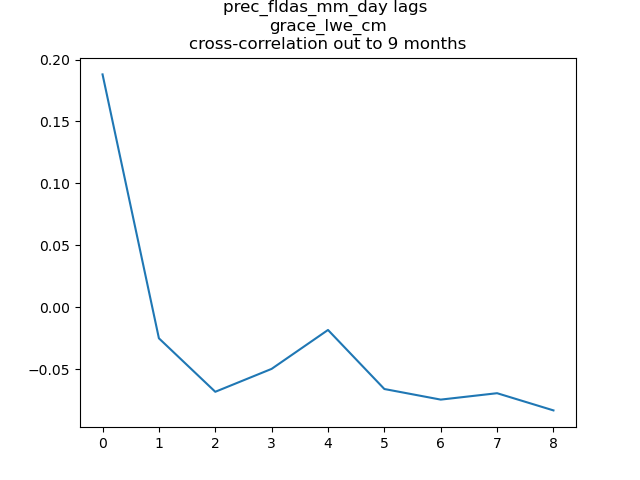 prec_fldas_mm_day lags
grace_lwe_cm
cross-correlation out to 9 months
0.20
0.15
0.10
0.05
0.00
−0.05
0 1 2 3 4 5 6 7 8